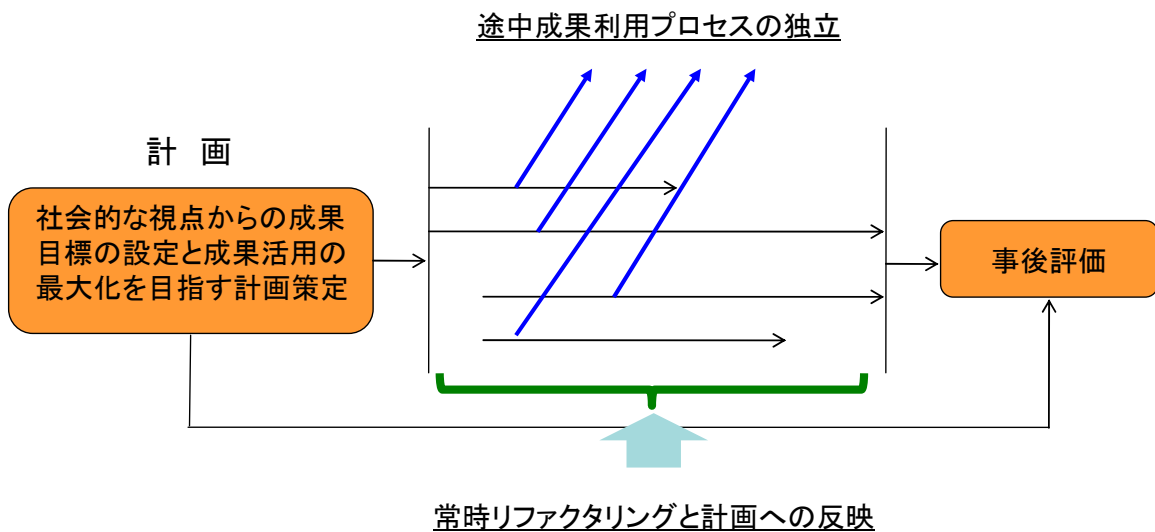 途中成果利用プロセスの独立
計 画
社会的な視点からの成果
目標の設定と成果活用の
最大化を目指す計画策定
事後評価
常時リファクタリングと計画への反映